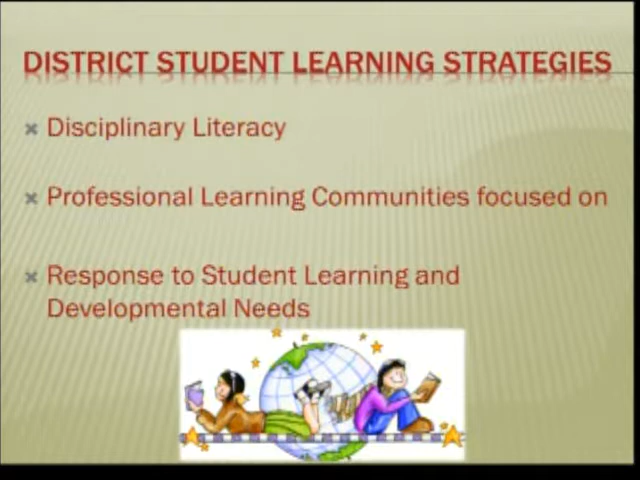 DISTRICT STUDENT LEARNING STRATEGIES
Disciplinary Literacy
Professional Learning Communities focused on
Response to Student Learning and
Developmental Needs